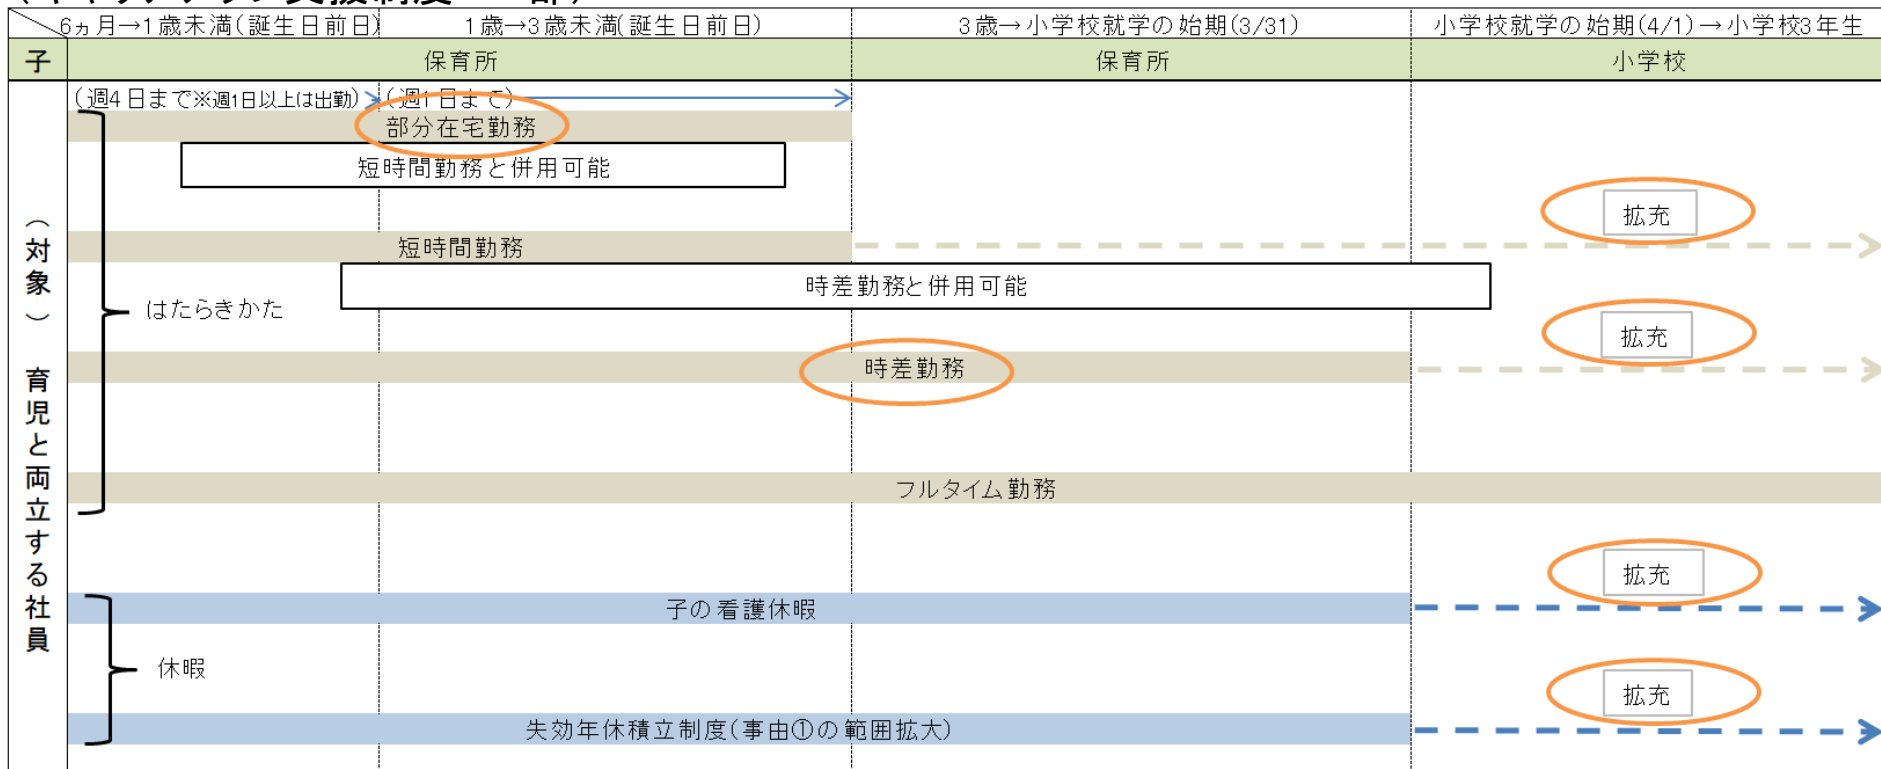 6ヵ月→1歳未満(誕生日前日)
1歳→3歳未満(誕生日前日)
3歳→小学校就学の始期(3/31)
小学校就学の始期(4/1)→小学校3年生
子
保育所
保育所
小学校
(週4日まで※週1日以上は出勤)
(週1日まで)
部分在宅勤務
短時間勤務と併用可能
拡充
短時間勤務
時差勤務と併用可能
はたらきかた
拡充
時差勤務
フルタイム勤務
(対象) 育児と両立する社員
拡充
子の看護休暇
休暇
拡充
失効年休積立制度(事由①の範囲拡大)